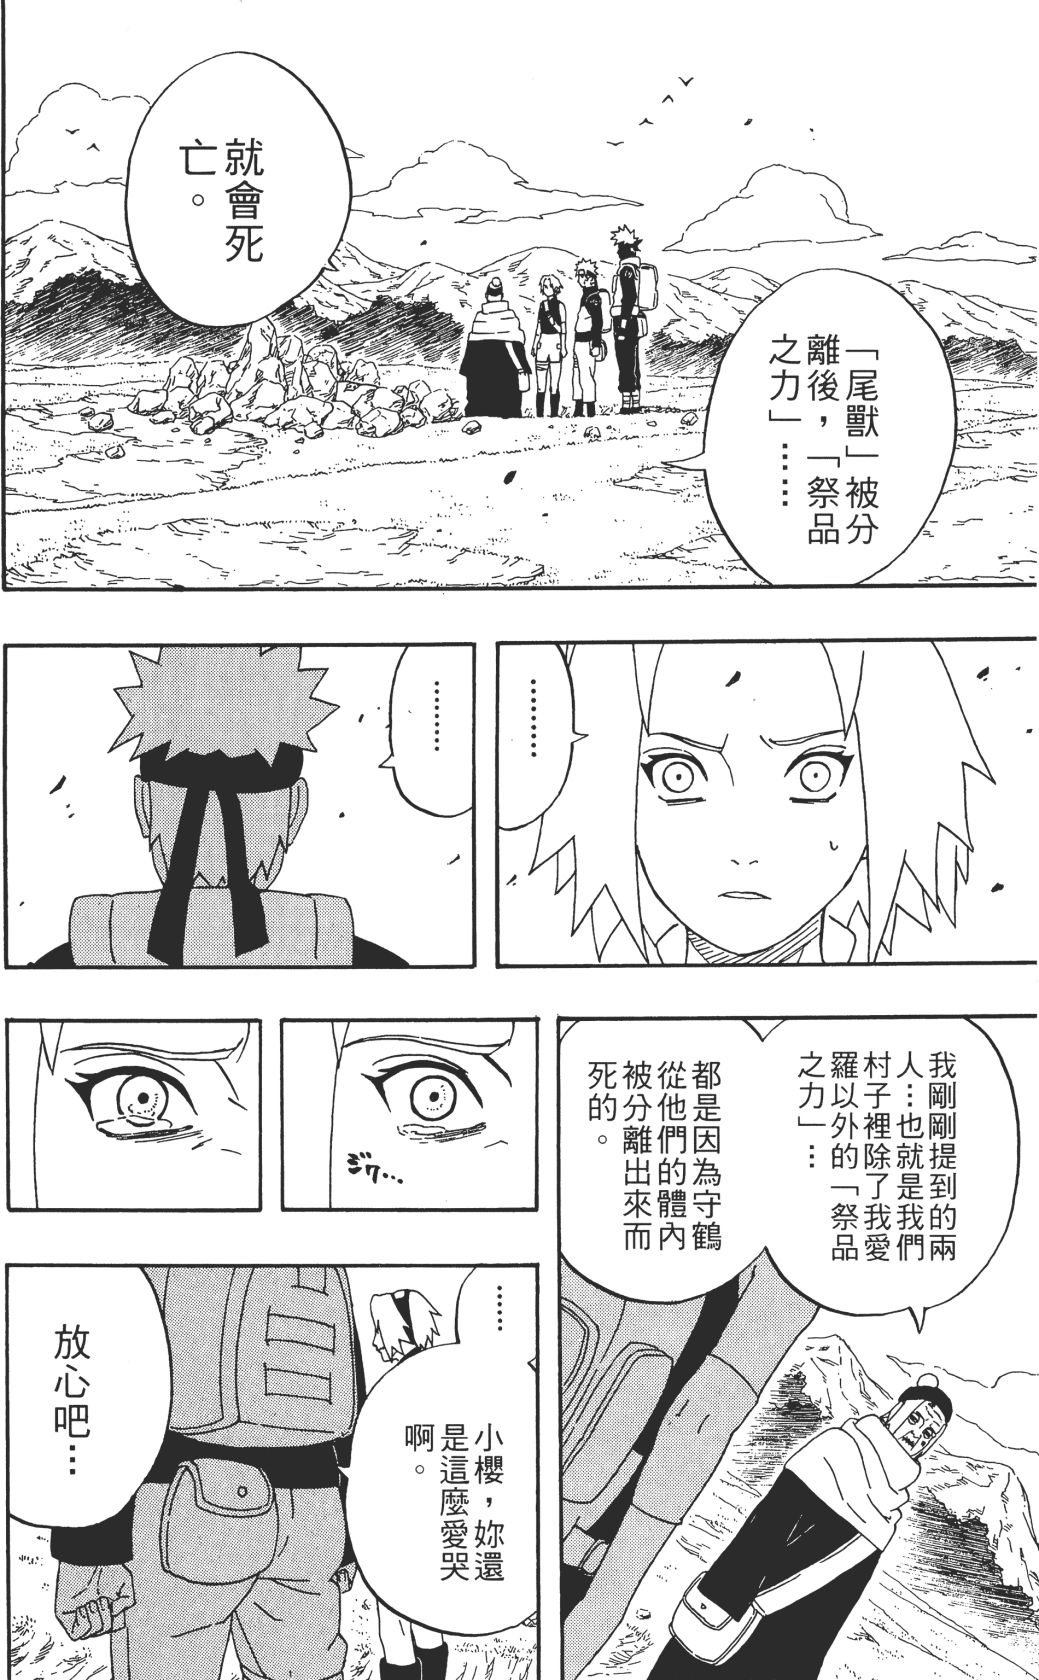 「尾獸」被分
離後，「祭品
之力」……
就會死
亡。
………
………
我剛剛提到的兩
人…也就是我們
村子裡除了我愛
羅以外的「祭品
之力」…
都是因為守鶴
從他們的體內
被分離出來而
死的。
ジワ…
……
小櫻，妳還
是這麼愛哭
啊。
放心吧…